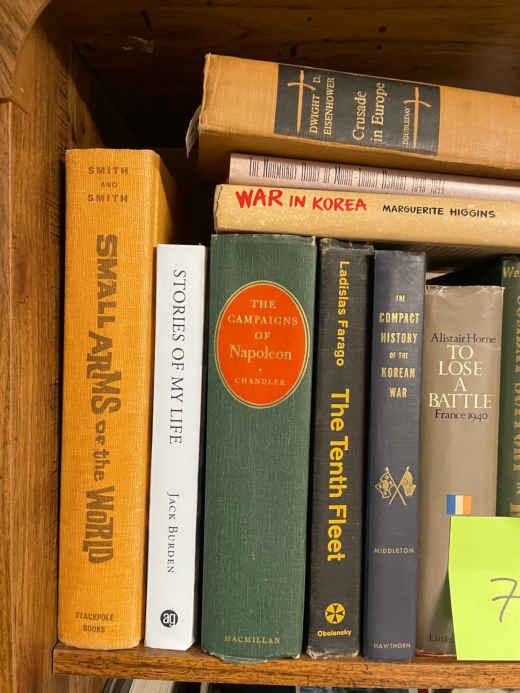 DWIGHT D.
EISENHOWER
Crusade
in Europe
DOUBLEDAY
WAR IN KOREA
MARGUERITE HIGGINS
SMITH
AND
SMITH
SMALL ARMS of the WORLD
STACKPOLE
BOOKS
STORIES OF MY LIFE
JACK BURDEN
ag
THE
CAMPAIGNS
OF
Napoleon
CHANDLER
MACMILLAN
Ladislas Farago
The Tenth Fleet
Obolensky
THE
COMPACT
HISTORY
OF THE
KOREAN
WAR
MIDDLETON
HAWTHORN
Alistair Horne
TO
LOSE
A
BATTLE
France 1940
7